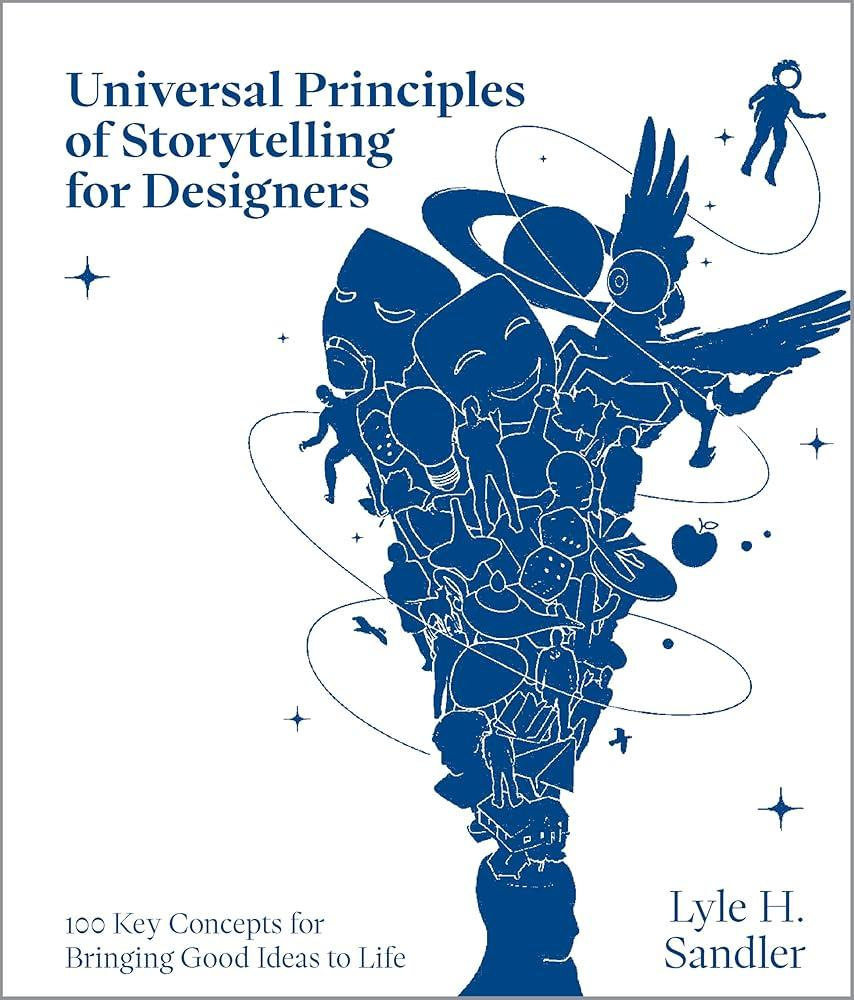 Universal Principles
of Storytelling
for Designers
100 Key Concepts for
Bringing Good Ideas to Life
Lyle H.
Sandler